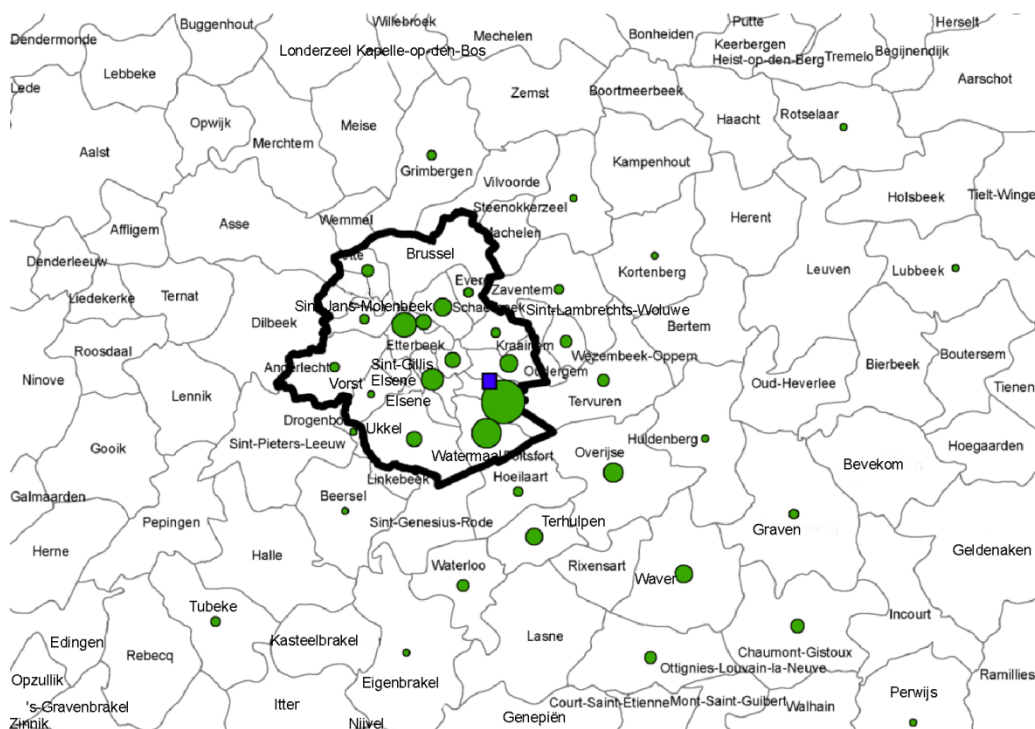 Buggenhout
Willebroek
Putte
Herselt
Dendermonde
Mechelen
Bonheiden
Keerbergen
Begijnendijk
Londerzeel Kapelle-op-den-Bos
Heist-op-den-Berg
Tremelo
Lebbeke
Aarschot
Lede
Zemst
Boortmeerbeek
Rotselaar
Opwijk
Meise
Haacht
Merchtem
Aalst
Kampenhout
Grimbergen
Vilvoorde
Holsbeek
Tielt-Winge
Steenokkerzeel
Affligem
Asse
Wemmel
Herent
Machelen
Brussel
Denderleeuw
Kortenberg
Leuven
Lubbeek
Liedekerke
Ternat
Zaventem
Sint-Jans-Molenbeek
Sint-Lambrechts-Woluwe
Dilbeek
Bertem
Roosdaal
Etterbeek
Kraainem
Wezembeek-Oppem
Boutersem
Anderlecht
Sint-Gillis
Oudergem
Bierbeek
Ninove
Vorst
Elsene
Oud-Heverlee
Tienen
Lennik
Elsene
Tervuren
Drogenbos
Ukkel
Gooik
Sint-Pieters-Leeuw
Huldenberg
Hoegaarden
Watermaal
Overijse
Bevekom
Linkebeek
Hoeilaart
Galmaarden
Beersel
Pepingen
Sint-Genesius-Rode
Terhulpen
Graven
Herne
Halle
Geldenaken
Waterloo
Rixensart
Waver
Tubeke
Incourt
Edingen
Kasteelbrakel
Lasne
Rebecq
Chaumont-Gistoux
Ottignies-Louvain-la-Neuve
Opzullik
Eigenbrakel
Ramillies
Perwijs
's-Gravenbrakel
Itter
Court-Saint-Étienne
Mont-Saint-Guibert
Walhain
Zinnik
Nijvel
Genepiën